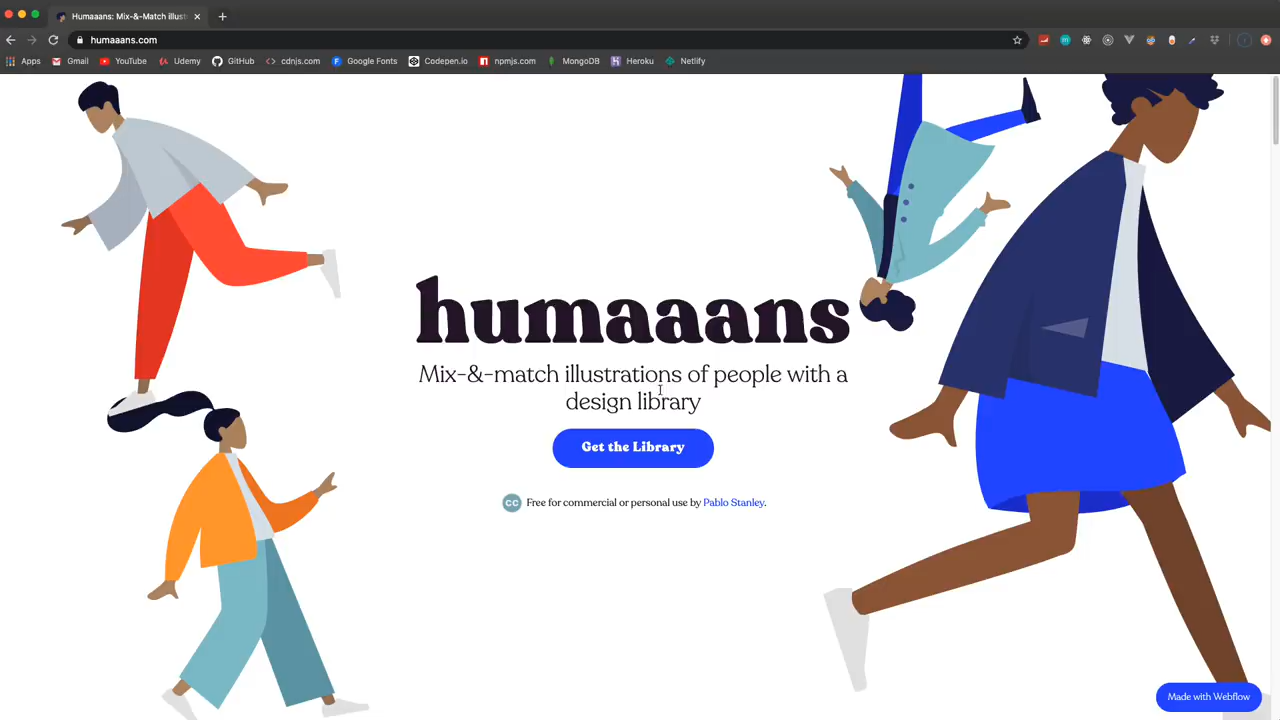 Humaaans: Mix-&-Match illust
humaaans.com
Apps Gmail YouTube Udemy GitHub cdnjs.com Google Fonts Codepen.io npmjs.com MongoDB Heroku Netlify
humaaans
Mix-&-match illustrations of people with a
design library
Get the Library
CC Free for commercial or personal use by Pablo Stanley.
Made with Webflow